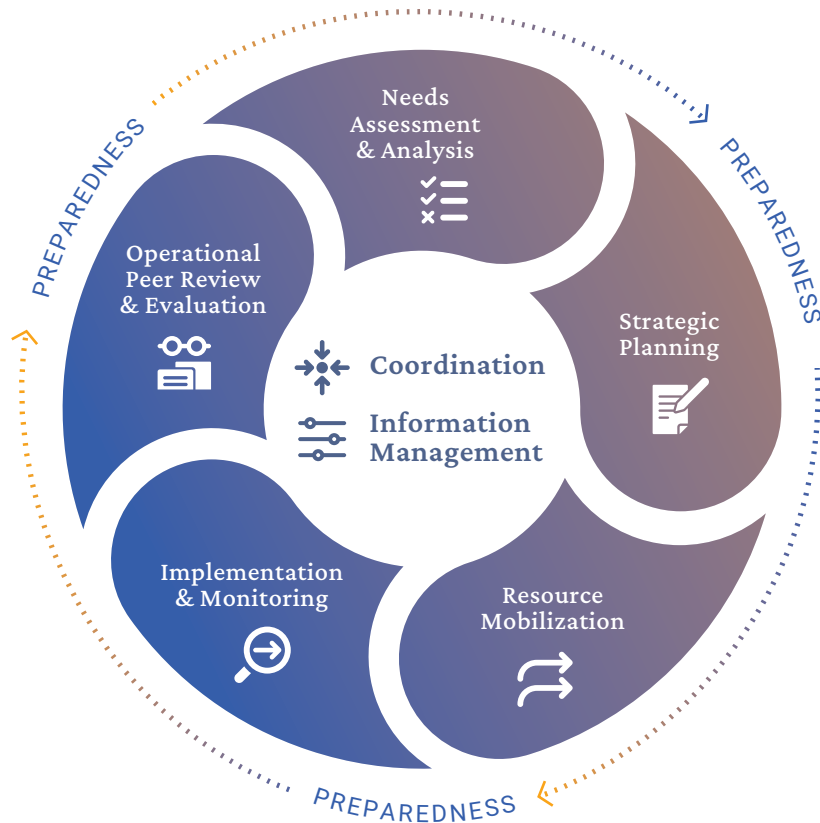 Needs
Assessment
& Analysis
Strategic
Planning
Resource
Mobilization
Implementation
& Monitoring
Operational
Peer Review
& Evaluation
Coordination
Information
Management
PREPAREDNESS
PREPAREDNESS
PREPAREDNESS